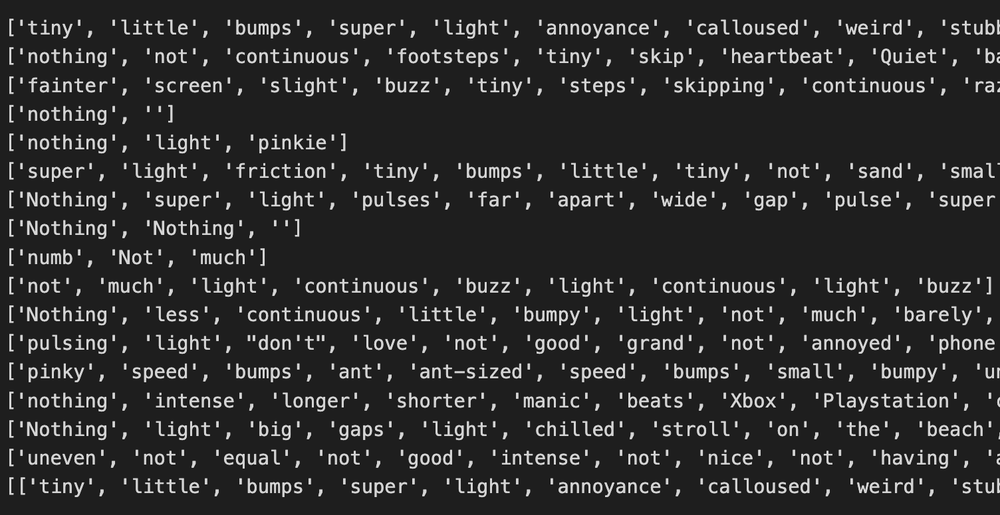 ['tiny', 'little', 'bumps', 'super', 'light', 'annoyance', 'calloused', 'weird', 'stubb
['nothing', 'not', 'continuous', 'footsteps', 'tiny', 'skip', 'heartbeat', 'Quiet', 'ba
['fainter', 'screen', 'slight', 'buzz', 'tiny', 'steps', 'skipping', 'continuous', 'raz
['nothing', '']
['nothing', 'light', 'pinkie']
['super', 'light', 'friction', 'tiny', 'bumps', 'little', 'tiny', 'not', 'sand', 'smal
['Nothing', 'super', 'light', 'pulses', 'far', 'apart', 'wide', 'gap', 'pulse', 'super
['Nothing', 'Nothing', '']
['numb', 'Not', 'much']
['not', 'much', 'light', 'continuous', 'buzz', 'light', 'continuous', 'light', 'buzz']
['Nothing', 'less', 'continuous', 'little', 'bumpy', 'light', 'not', 'much', 'barely',
['pulsing', 'light', "don't", 'love', 'not', 'good', 'grand', 'not', 'annoyed', 'phone
['pinky', 'speed', 'bumps', 'ant', 'ant-sized', 'speed', 'bumps', 'small', 'bumpy', 'un
['nothing', 'intense', 'longer', 'shorter', 'manic', 'beats', 'Xbox', 'Playstation', 'c
['Nothing', 'light', 'big', 'gaps', 'light', 'chilled', 'stroll', 'on', 'the', 'beach',
['uneven', 'not', 'equal', 'not', 'good', 'intense', 'not', 'nice', 'not', 'having', 'a
[['tiny', 'little', 'bumps', 'super', 'light', 'annoyance', 'calloused', 'weird', 'stub